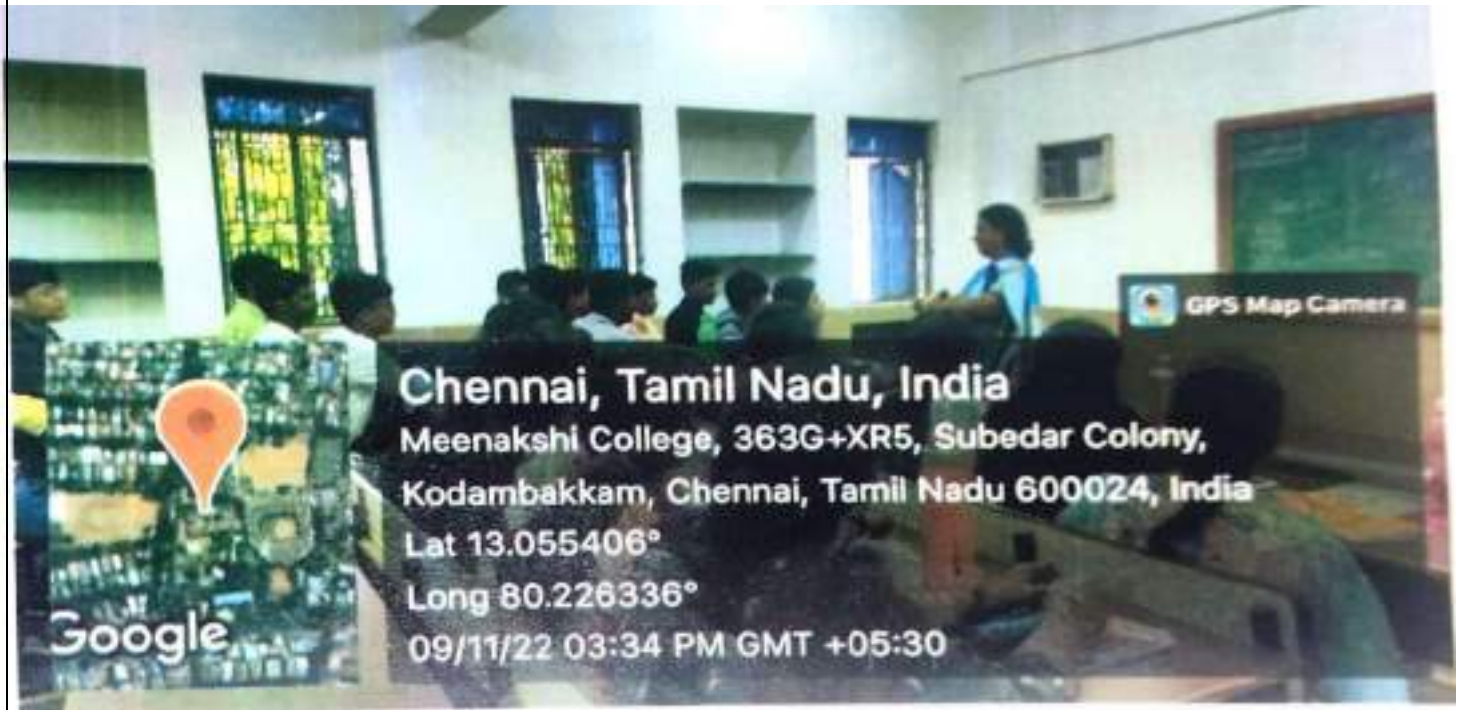 GPS Map Camera
Chennai, Tamil Nadu, India
Meenakshi College, 363G+XR5, Subedar Colony,
Kodambakkam, Chennai, Tamil Nadu 600024, India
Lat 13.055406°
Long 80.226336°
09/11/22 03:34 PM GMT +05:30
Google